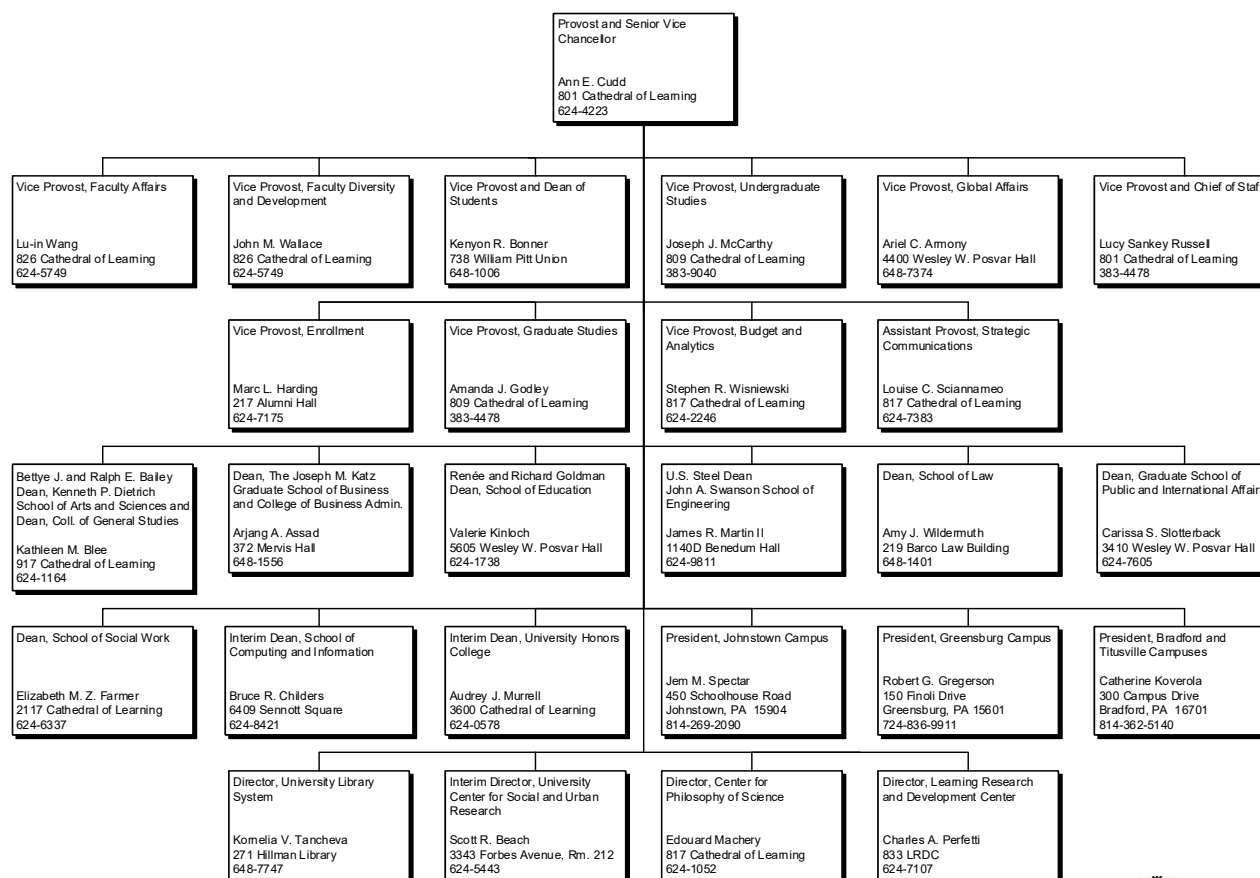 Provost and Senior Vice
Chancellor
Ann E. Cudd
801 Cathedral of Learning
624-4223
Vice Provost, Faculty Affairs
Lu-in Wang
826 Cathedral of Learning
624-5749
Vice Provost, Faculty Diversity
and Development
John M. Wallace
826 Cathedral of Learning
624-5749
Vice Provost and Dean of
Students
Kenyon R. Bonner
738 William Pitt Union
648-1006
Vice Provost, Undergraduate
Studies
Joseph J. McCarthy
809 Cathedral of Learning
383-9040
Vice Provost, Global Affairs
Ariel C. Armony
4400 Wesley W. Posvar Hall
648-7374
Vice Provost and Chief of Staf
Lucy Sankey Russell
801 Cathedral of Learning
383-4478
Vice Provost, Enrollment
Marc L. Harding
217 Alumni Hall
624-7175
Vice Provost, Graduate Studies
Amanda J. Godley
809 Cathedral of Learning
383-4478
Vice Provost, Budget and
Analytics
Stephen R. Wisniewski
817 Cathedral of Learning
624-2246
Assistant Provost, Strategic
Communications
Louise C. Sciannameo
817 Cathedral of Learning
624-7383
Bettye J. and Ralph E. Bailey
Dean, Kenneth P. Dietrich
School of Arts and Sciences and
Dean, Coll. of General Studies
Kathleen M. Blee
917 Cathedral of Learning
624-1164
Dean, The Joseph M. Katz
Graduate School of Business
and College of Business Admin.
Arjang A. Assad
372 Mervis Hall
648-1556
Renée and Richard Goldman
Dean, School of Education
Valerie Kinloch
5605 Wesley W. Posvar Hall
624-1738
U.S. Steel Dean
John A. Swanson School of
Engineering
James R. Martin II
1140D Benedum Hall
624-9811
Dean, School of Law
Amy J. Wildermuth
219 Barco Law Building
648-1401
Dean, Graduate School of
Public and International Affair
Carissa S. Slotterback
3410 Wesley W. Posvar Hall
624-7605
Dean, School of Social Work
Elizabeth M. Z. Farmer
2117 Cathedral of Learning
624-6337
Interim Dean, School of
Computing and Information
Bruce R. Childers
6409 Sennott Square
624-8421
Interim Dean, University Honors
College
Audrey J. Murrell
3600 Cathedral of Learning
624-0578
President, Johnstown Campus
Jem M. Spectar
450 Schoolhouse Road
Johnstown, PA 15904
814-269-2090
President, Greensburg Campus
Robert G. Gregerson
150 Finoli Drive
Greensburg, PA 15601
724-836-9911
President, Bradford and
Titusville Campuses
Catherine Koverola
300 Campus Drive
Bradford, PA 16701
814-362-5140
Director, University Library
System
Kornelia V. Tancheva
271 Hillman Library
648-7747
Interim Director, University
Center for Social and Urban
Research
Scott R. Beach
3343 Forbes Avenue, Rm. 212
624-5443
Director, Center for
Philosophy of Science
Edouard Machery
817 Cathedral of Learning
624-1052
Director, Learning Research
and Development Center
Charles A. Perfetti
833 LRDC
624-7107